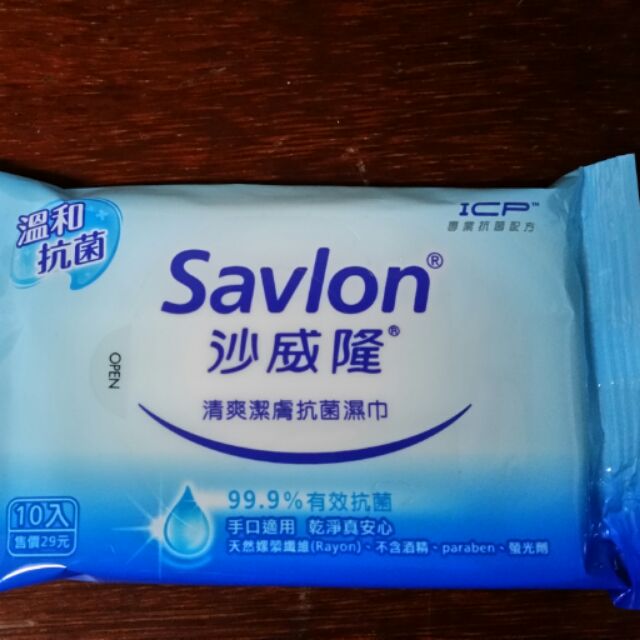 溫和
抗菌
ICP™
專業抗菌配方
Savlon®
沙威隆®
OPEN
清爽潔膚抗菌濕巾
99.9%有效抗菌
手口適用 乾淨真安心
天然嫘縈纖維(Rayon)、不含酒精、paraben、螢光劑
10入
售價29元